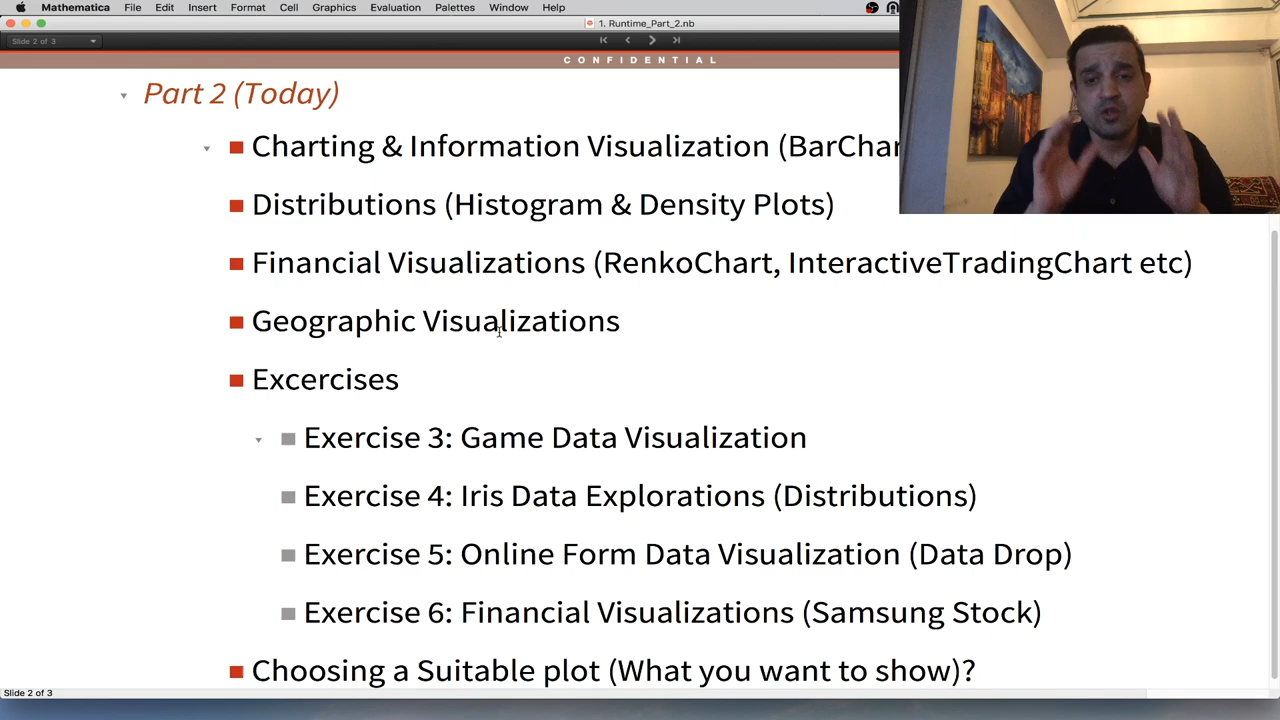 Mathematica File Edit Insert Format Cell Graphics Evaluation Palettes Window Help
1. Runtime_Part_2.nb
Slide 2 of 3
CONFIDENTIAL
Part 2 (Today)
Charting & Information Visualization (BarChar
Distributions (Histogram & Density Plots)
Financial Visualizations (RenkoChart, InteractiveTradingChart etc)
Geographic Visualizations
Excercises
Exercise 3: Game Data Visualization
Exercise 4: Iris Data Explorations (Distributions)
Exercise 5: Online Form Data Visualization (Data Drop)
Exercise 6: Financial Visualizations (Samsung Stock)
Choosing a Suitable plot (What you want to show)?
Slide 2 of 3